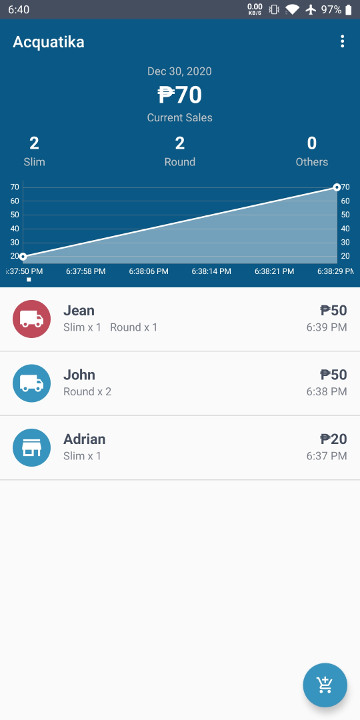 6:40 0.00 KB/S 97%
Acquatika
Dec 30, 2020
₱70
Current Sales
2 2 0
Slim Round Others
70 70
60 60
50 50
40 40
30 30
20 20
:37:50 PM 6:37:58 PM 6:38:06 PM 6:38:14 PM 6:38:21 PM 6:38:29 PM
Jean ₱50
Slim x 1 Round x 1 6:39 PM
John ₱50
Round x 2 6:38 PM
Adrian ₱20
Slim x 1 6:37 PM